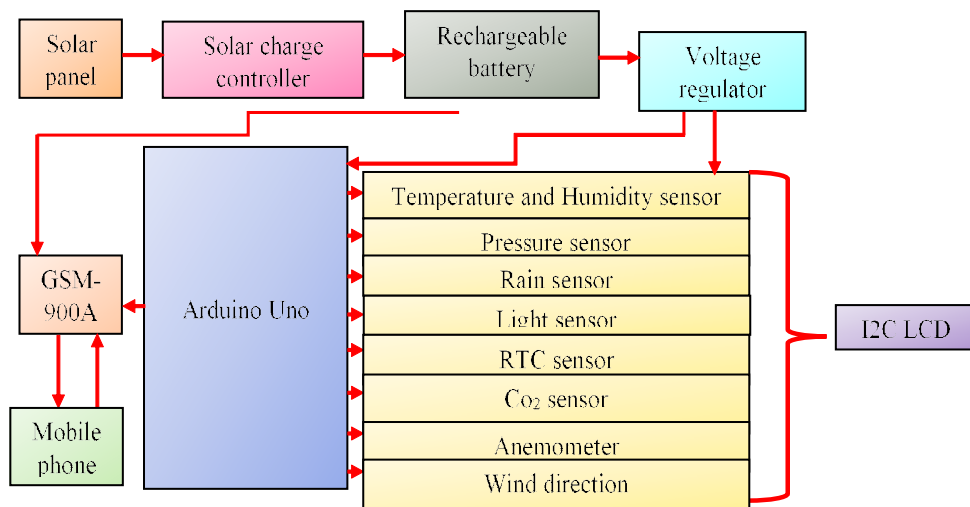 Solar
panel
Solar charge
controller
Rechargeable
battery
Voltage
regulator
GSM-
900A
Arduino Uno
Temperature and Humidity sensor
Pressure sensor
Rain sensor
Light sensor
RTC sensor
Co₂ sensor
Anemometer
Wind direction
I2C LCD
Mobile
phone